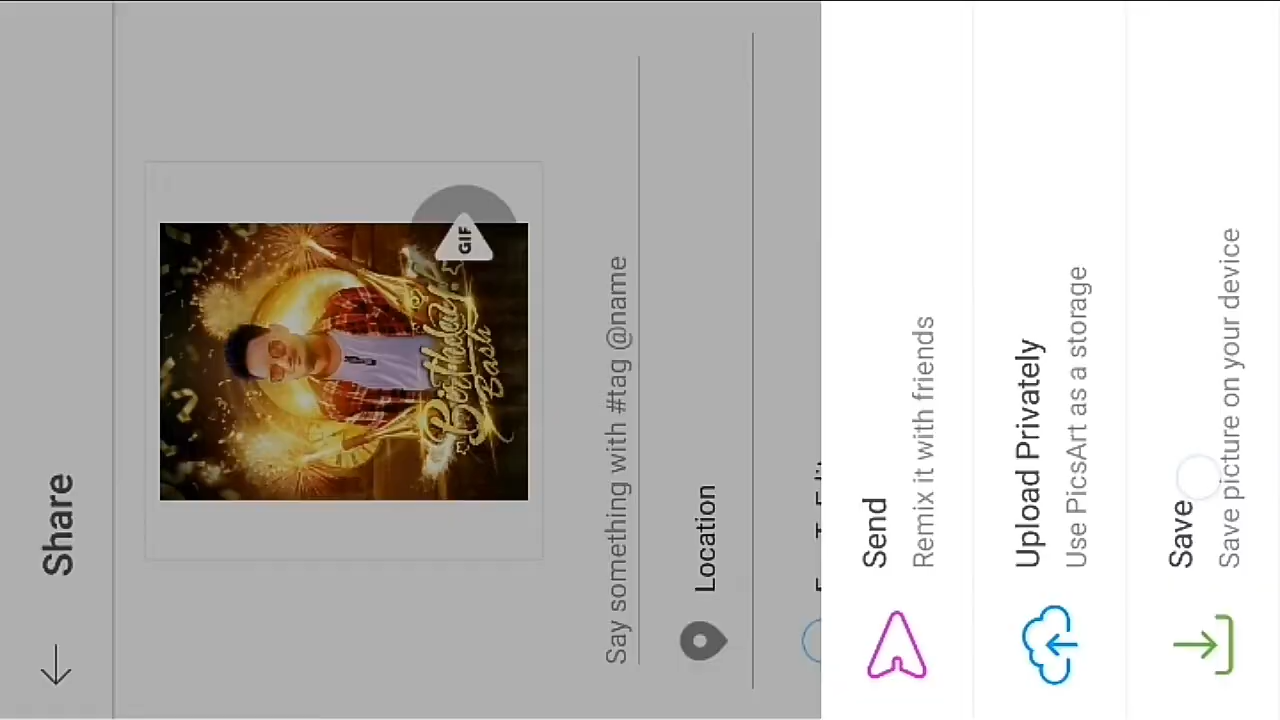 Share
GIF
Birthday
Bash
Say something with #tag @name
Location
Send
Remix it with friends
Upload Privately
Use PicsArt as a storage
Save
Save picture on your device